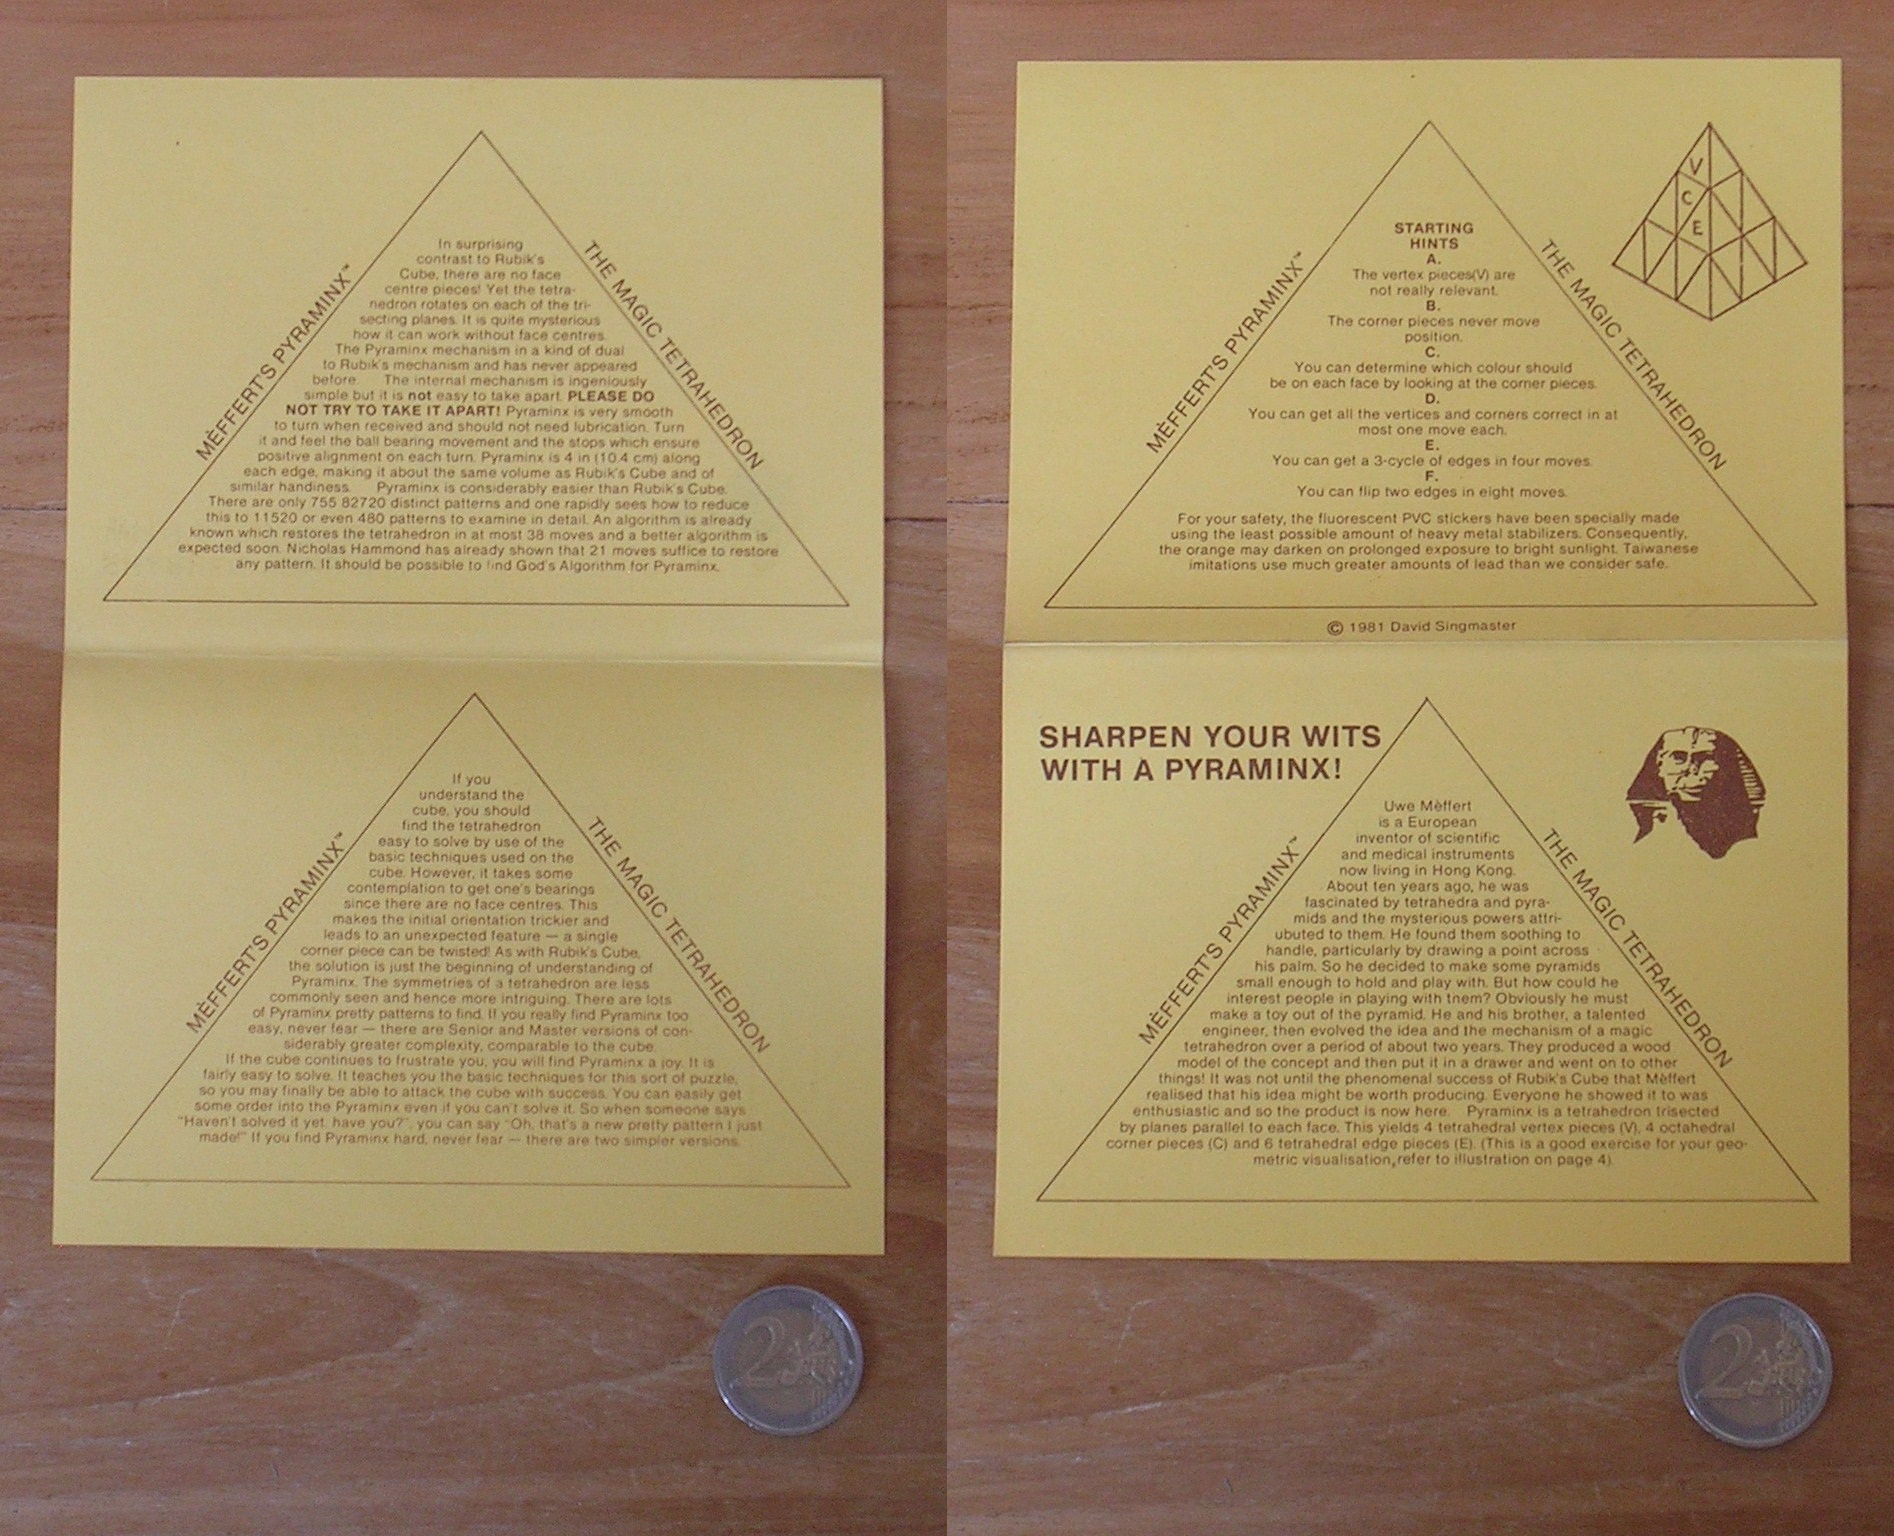 In surprising
contrast to Rubik's
Cube, there are no face
centre pieces! Yet the tetra-
nedron rotates on each of the tri-
secting planes. It is quite mysterious
how it can work without face centres.
The Pyraminx mechanism in a kind of dual
to Rubik's mechanism and has never appeared
before. The internal mechanism is ingeniously
simple but it is not easy to take apart. PLEASE DO
NOT TRY TO TAKE IT APART! Pyraminx is very smooth
to turn when received and should not need lubrication. Turn
it and feel the ball bearing movement and the stops which ensure
positive alignment on each turn. Pyraminx is 4 in (10.4 cm) along
each edge, making it about the same volume as Rubik's Cube and of
similar handiness. Pyraminx is considerably easier than Rubik's Cube.
There are only 755 82720 distinct patterns and one rapidly sees how to reduce
this to 11520 or even 480 patterns to examine in detail. An algorithm is already
known which restores the tetrahedron in at most 38 moves and a better algorithm is
expected soon. Nicholas Hammond has already shown that 21 moves suffice to restore
any pattern. It should be possible to find God's Algorithm for Pyraminx.
MÈFFERT'S PYRAMINX™
THE MAGIC TETRAHEDRON
If you
understand the
cube, you should
find the tetrahedron
easy to solve by use of the
basic techniques used on the
cube. However, it takes some
contemplation to get one's bearings
since there are no face centres. This
makes the initial orientation trickier and
leads to an unexpected feature — a single
corner piece can be twisted! As with Rubik's Cube,
the solution is just the beginning of understanding of
Pyraminx. The symmetries of a tetrahedron are less
commonly seen and hence more intriguing. There are lots
of Pyraminx pretty patterns to find. If you really find Pyraminx too
easy, never fear — there are Senior and Master versions of con-
siderably greater complexity, comparable to the cube.
If the cube continues to frustrate you, you will find Pyraminx a joy. It is
fairly easy to solve. It teaches you the basic techniques for this sort of puzzle,
so you may finally be able to attack the cube with success. You can easily get
some order into the Pyraminx even if you can't solve it. So when someone says
"Haven't solved it yet, have you?", you can say "Oh, that's a new pretty pattern I just
made!" If you find Pyraminx hard, never fear — there are two simpler versions.
MÈFFERT'S PYRAMINX™
THE MAGIC TETRAHEDRON
2
STARTING
HINTS
A.
The vertex pieces(V) are
not really relevant.
B.
The corner pieces never move
position.
C.
You can determine which colour should
be on each face by looking at the corner pieces.
D.
You can get all the vertices and corners correct in at
most one move each.
E.
You can get a 3-cycle of edges in four moves.
F.
You can flip two edges in eight moves.
For your safety, the fluorescent PVC stickers have been specially made
using the least possible amount of heavy metal stabilizers. Consequently,
the orange may darken on prolonged exposure to bright sunlight. Taiwanese
imitations use much greater amounts of lead than we consider safe.
MÈFFERT'S PYRAMINX™
THE MAGIC TETRAHEDRON
V
C
E
© 1981 David Singmaster
SHARPEN YOUR WITS
WITH A PYRAMINX!
Uwe Mèffert
is a European
inventor of scientific
and medical instruments
now living in Hong Kong.
About ten years ago, he was
fascinated by tetrahedra and pyra-
mids and the mysterious powers attri-
ubuted to them. He found them soothing to
handle, particularly by drawing a point across
his palm. So he decided to make some pyramids
small enough to hold and play with. But how could he
interest people in playing with tnem? Obviously he must
make a toy out of the pyramid. He and his brother, a talented
engineer, then evolved the idea and the mechanism of a magic
tetrahedron over a period of about two years. They produced a wood
model of the concept and then put it in a drawer and went on to other
things! It was not until the phenomenal success of Rubik's Cube that Mèffert
realised that his idea might be worth producing. Everyone he showed it to was
enthusiastic and so the product is now here. Pyraminx is a tetrahedron trisected
by planes parallel to each face. This yields 4 tetrahedral vertex pieces (V), 4 octahedral
corner pieces (C) and 6 tetrahedral edge pieces (E). (This is a good exercise for your geo-
metric visualisation, refer to illustration on page 4).
MÈFFERT'S PYRAMINX™
THE MAGIC TETRAHEDRON
2